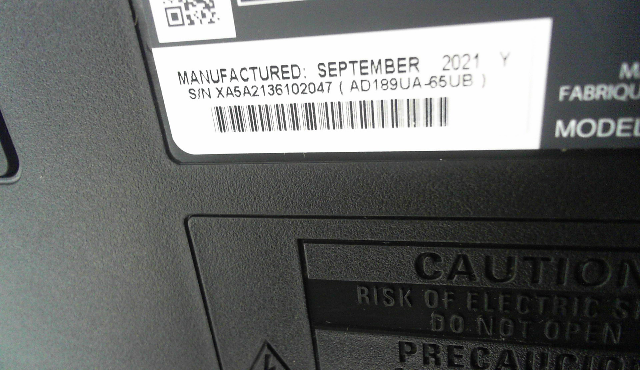 MANUFACTURED: SEPTEMBER 2021 Y
S/N XA5A2136102047 ( AD189UA-65UB )
FABRIQU
MODEL
CAUTION
RISK OF ELECTRIC
DO NOT OPEN